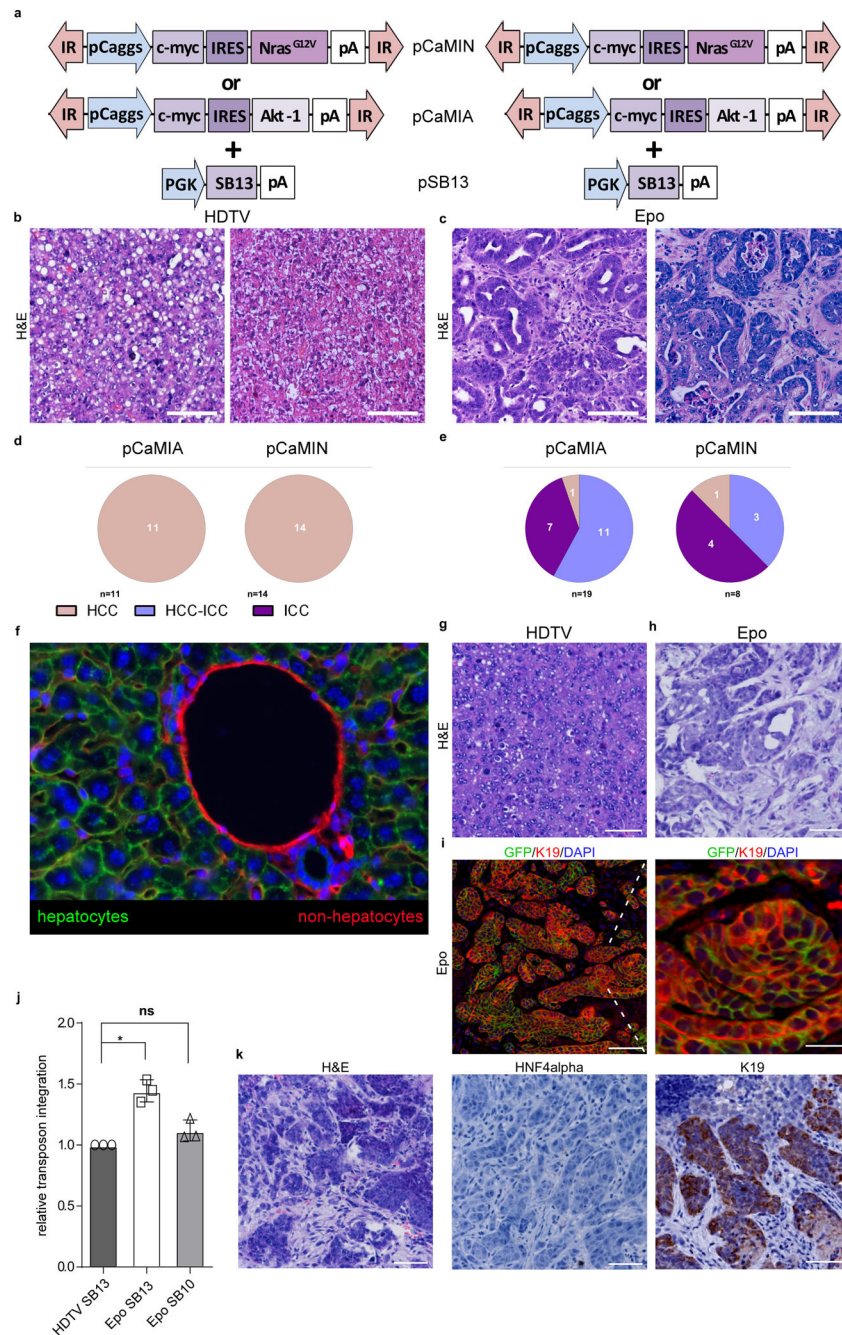 a
IR pCaggs c-myc IRES Nras G12V pA IR pCaMIN IR pCaggs c-myc IRES Nras G12V pA IR
or or
IR pCaggs c-myc IRES Akt-1 pA IR pCaMIA IR pCaggs c-myc IRES Akt-1 pA IR
+ +
PGK SB13 pA pSB13 PGK SB13 pA
b HDTV c Epo
H&E H&E
d e
pCaMIA pCaMIN pCaMIA pCaMIN
11 14 1 7 11 1 3 4
n=11 n=14 n=19 n=8
HCC HCC-ICC ICC
f g HDTV h Epo
H&E
hepatocytes non-hepatocytes
i GFP/K19/DAPI GFP/K19/DAPI
Epo
j
ns
*
2.0
1.5
1.0
0.5
0.0
relative transposon integration
HDTV SB13
Epo SB13
Epo SB10
k H&E HNF4alpha K19